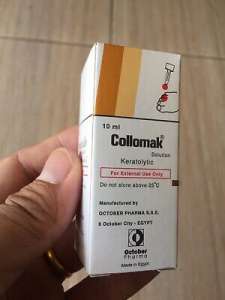 10 ml
Collomak®
Solution
Keratolytic
For External Use Only
Do not store above 25°C
Manufactured by
OCTOBER PHARMA S.A.E.
6 October City - EGYPT
October
Pharma
Made in Egypt